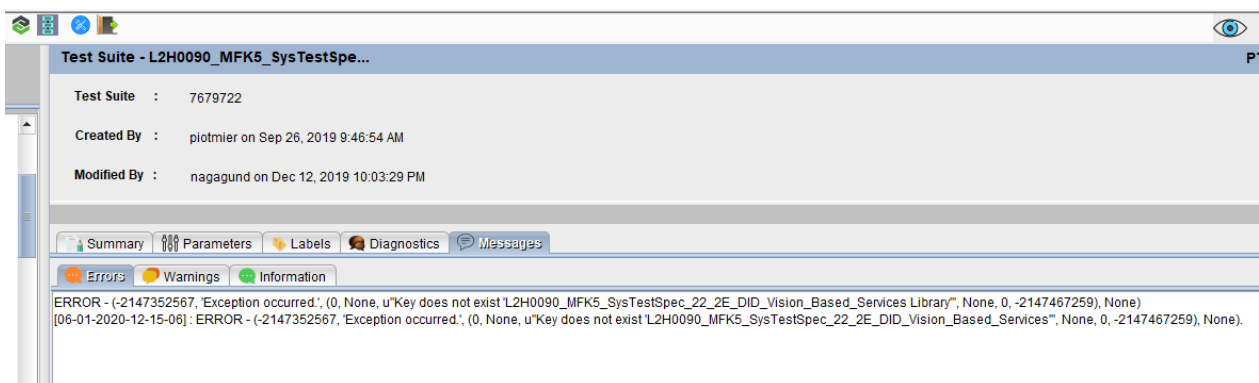 Test Suite - L2H0090_MFK5_SysTestSpe...
Test Suite : 7679722
Created By : piotmier on Sep 26, 2019 9:46:54 AM
Modified By : nagagund on Dec 12, 2019 10:03:29 PM
Summary Parameters Labels Diagnostics Messages
Errors Warnings Information
ERROR - (-2147352567, 'Exception occurred.', (0, None, u"Key does not exist 'L2H0090_MFK5_SysTestSpec_22_2E_DID_Vision_Based_Services Library'", None, 0, -2147467259), None)
[06-01-2020-12-15-06] : ERROR - (-2147352567, 'Exception occurred.', (0, None, u"Key does not exist 'L2H0090_MFK5_SysTestSpec_22_2E_DID_Vision_Based_Services'", None, 0, -2147467259), None).